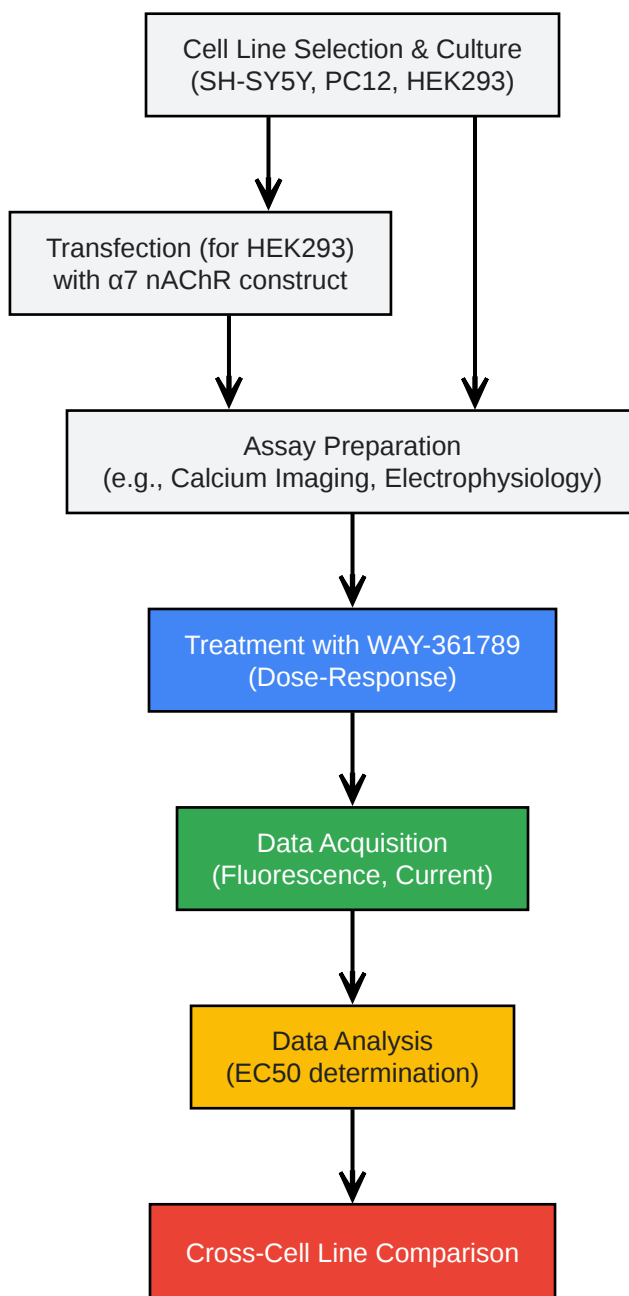 Cell Line Selection & Culture
(SH-SY5Y, PC12, HEK293)
Transfection (for HEK293)
with α7 nAChR construct
Assay Preparation
(e.g., Calcium Imaging, Electrophysiology)
Treatment with WAY-361789
(Dose-Response)
Data Acquisition
(Fluorescence, Current)
Data Analysis
(EC50 determination)
Cross-Cell Line Comparison